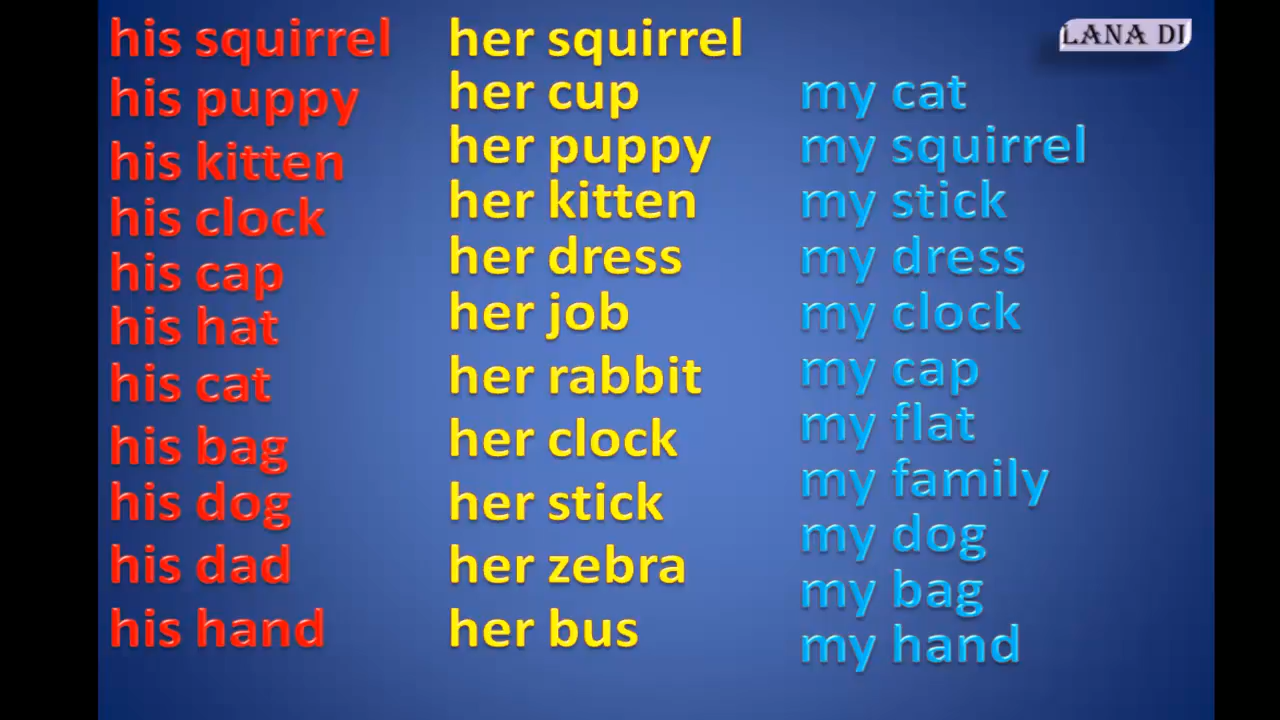 his squirrel
his puppy
his kitten
his clock
his cap
his hat
his cat
his bag
his dog
his dad
his hand
her squirrel
her cup
her puppy
her kitten
her dress
her job
her rabbit
her clock
her stick
her zebra
her bus
LANA DI
my cat
my squirrel
my stick
my dress
my clock
my cap
my flat
my family
my dog
my bag
my hand